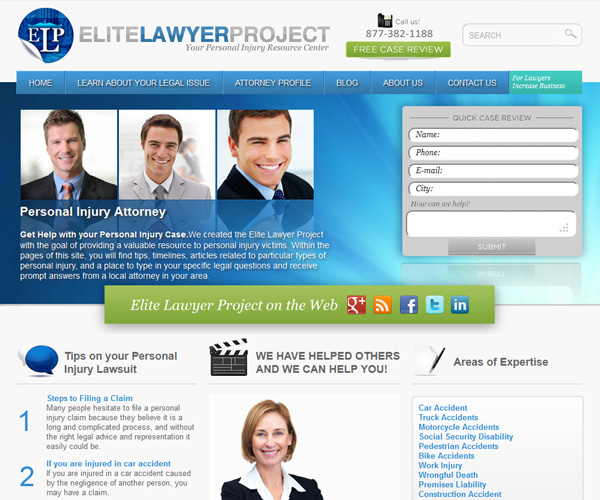 ELP
ELITELAWYERPROJECT
Your Personal Injury Resource Center
Call us!
877-382-1188
FREE CASE REVIEW
SEARCH
HOME
LEARN ABOUT YOUR LEGAL ISSUE
ATTORNEY PROFILE
BLOG
ABOUT US
CONTACT US
For Lawyers
Increase Business
Personal Injury Attorney
Get Help with your Personal Injury Case.We created the Elite Lawyer Project
with the goal of providing a valuable resource to personal injury victims. Within the
pages of this site, you will find tips, timelines, articles related to particular types of
personal injury, and a place to type in your specific legal questions and receive
prompt answers from a local attorney in your area.
QUICK CASE REVIEW
Name:
Phone:
E-mail:
City:
How can we help?
SUBMIT
Elite Lawyer Project on the Web
Tips on your Personal
Injury Lawsuit
1
Steps to Filing a Claim
Many people hesitate to file a personal
injury claim because they believe it is a
long and complicated process, and without
the right legal advice and representation it
easily could be.
2
If you are injured in car accident
If you are injured in a car accident caused
by the negligence of another person, you
may have a claim.
WE HAVE HELPED OTHERS
AND WE CAN HELP YOU!
Areas of Expertise
Car Accident
Truck Accidents
Motorcycle Accidents
Social Security Disability
Pedestrian Accidents
Bike Accidents
Work Injury
Wrongful Death
Premises Liability
Construction Accident